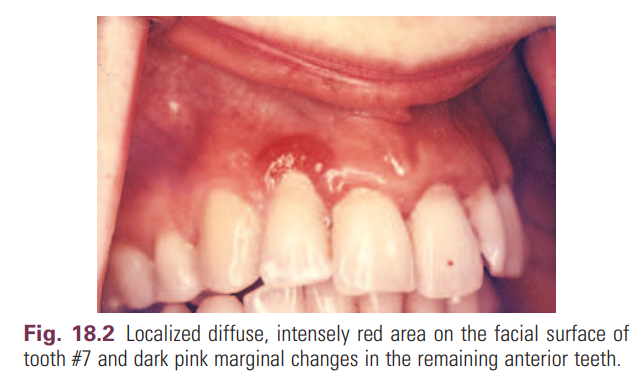 Fig. 18.2 Localized diffuse, intensely red area on the facial surface of
tooth #7 and dark pink marginal changes in the remaining anterior teeth.